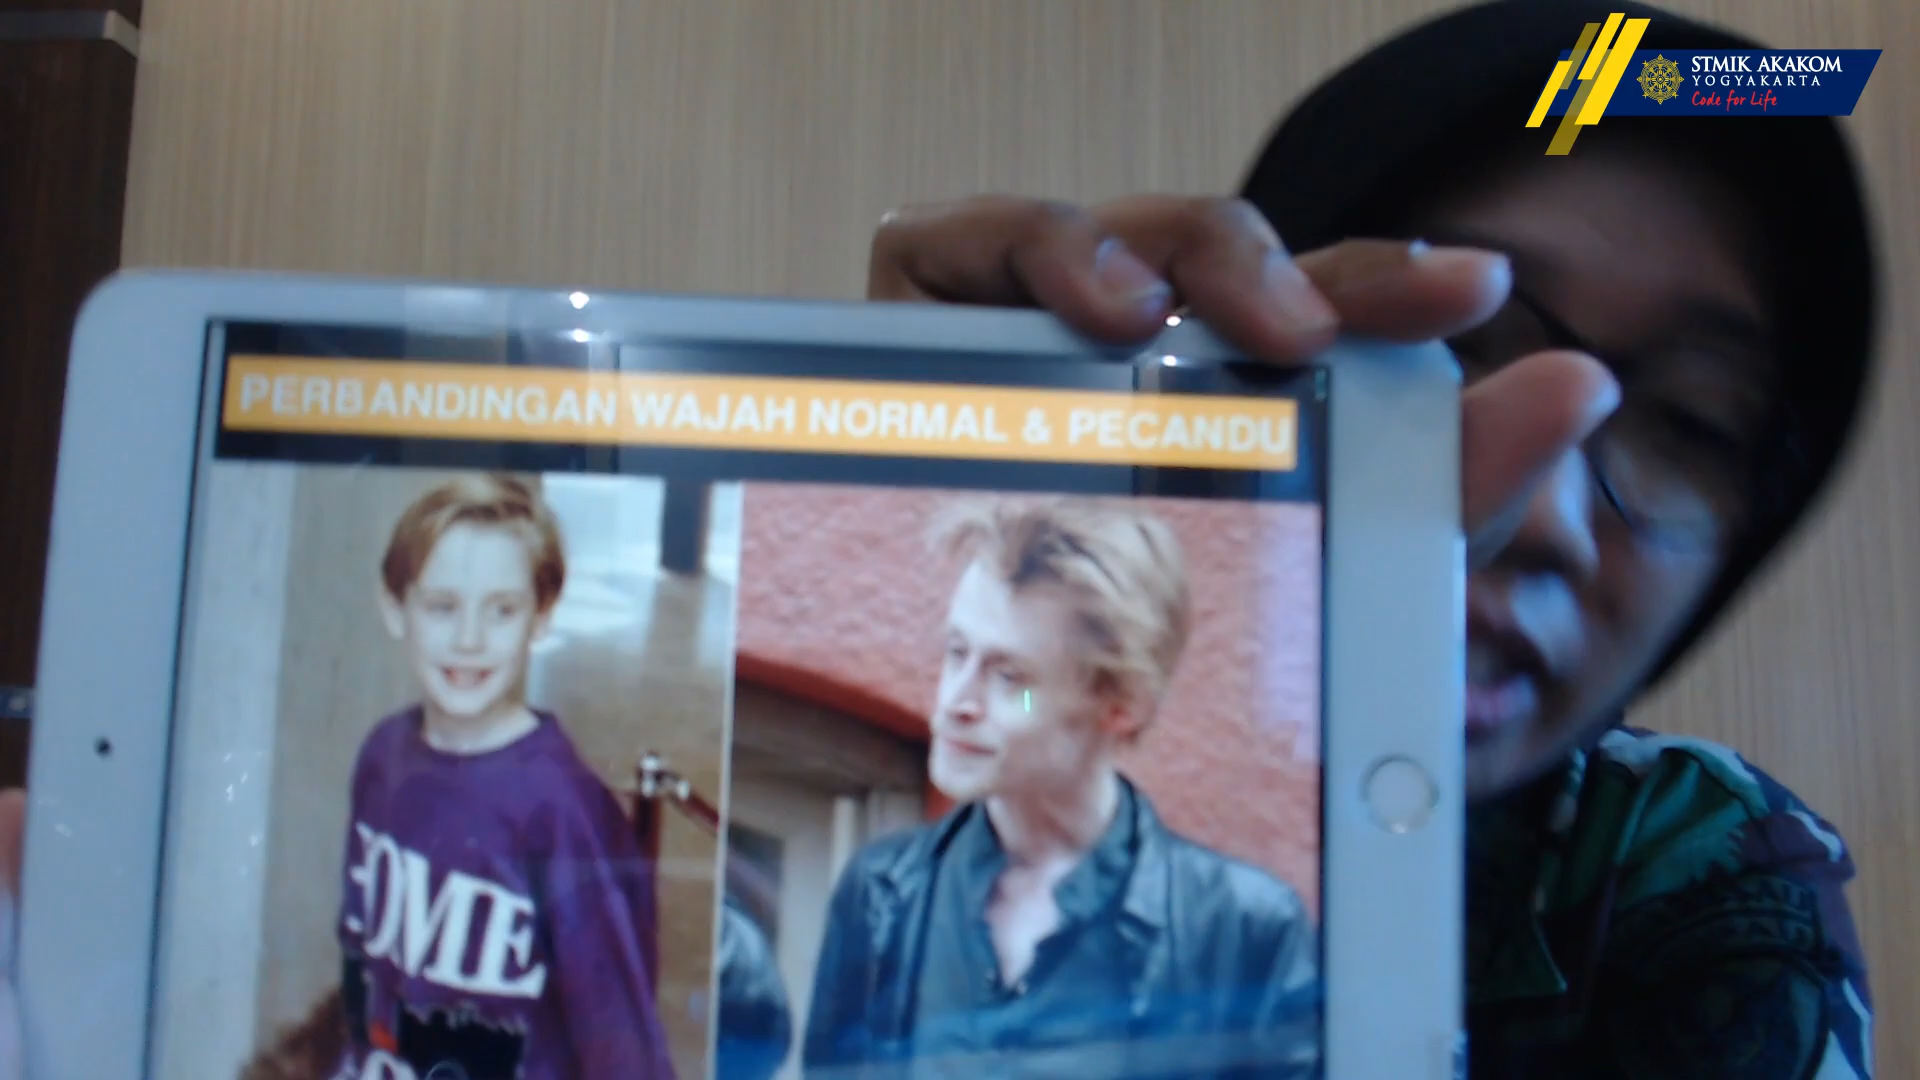 STMIK AKAKOM
YOGYAKARTA
Code for Life
PERBANDINGAN WAJAH NORMAL & PECANDU
OME